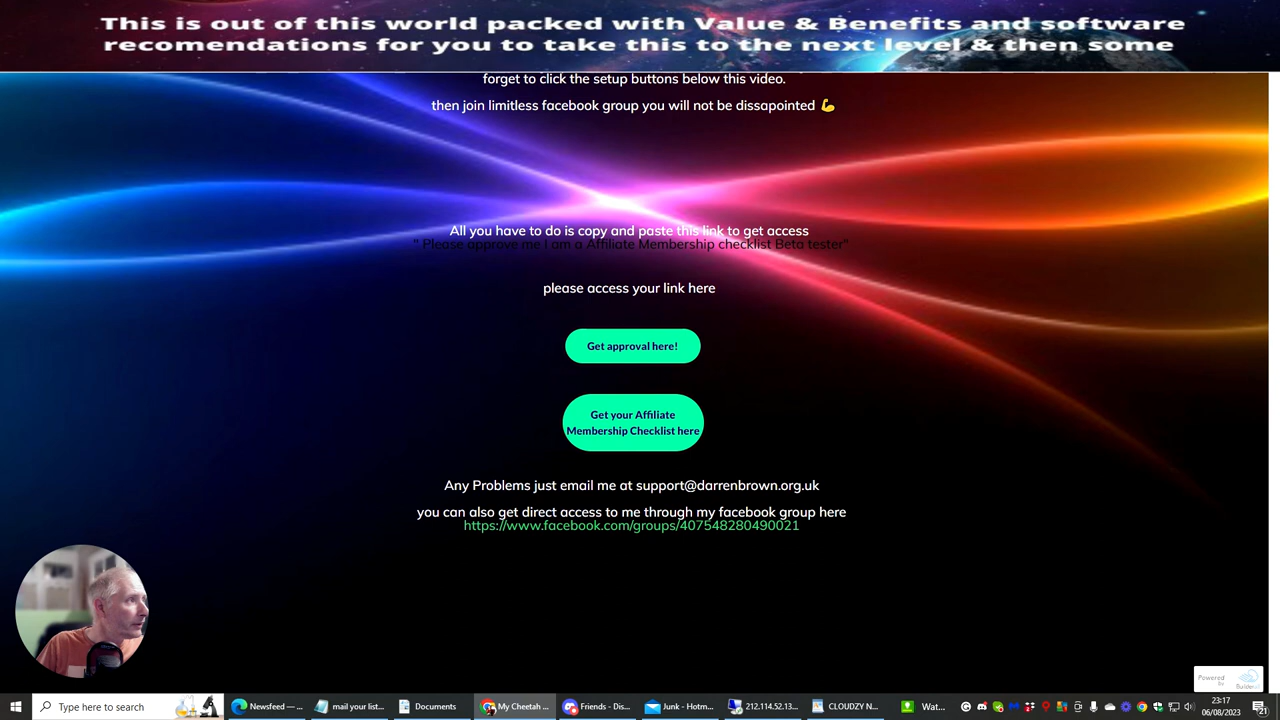 This is out of this world packed with Value & Benefits and software
recomendations for you to take this to the next level & then some
forget to click the setup buttons below this video.
then join limitless facebook group you will not be dissapointed 💪
All you have to do is copy and paste this link to get access
" Please approve me I am a Affiliate Membership checklist Beta tester"
please access your link here
Get approval here!
Get your Affiliate
Membership Checklist here
Any Problems just email me at support@darrenbrown.org.uk
you can also get direct access to me through my facebook group here
https://www.facebook.com/groups/407548280490021
Powered
By
Builderall
Type here to search
Newsfeed — ...
mail your list...
Documents
My Cheetah ...
Friends - Dis...
Junk - Hotm...
212.114.52.13...
CLOUDZY N...
Wat...
23:17
06/08/2023
21